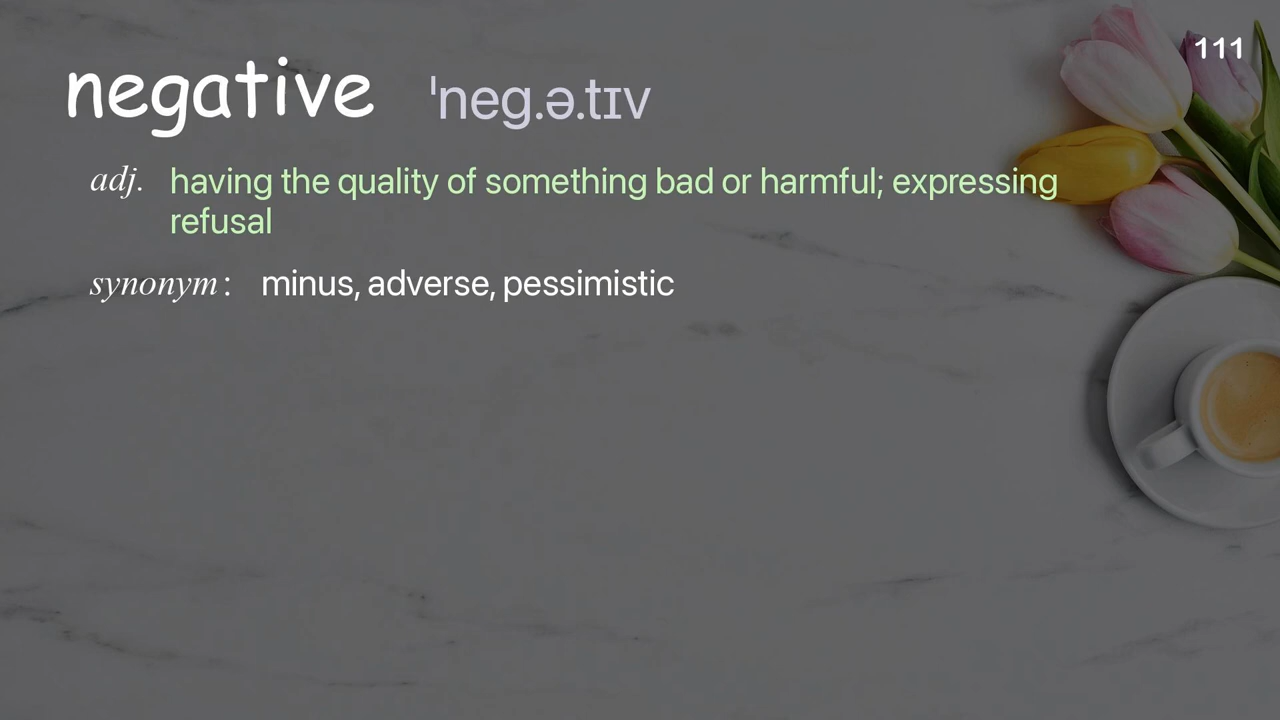 111
negative ˈneg.ə.tɪv
adj. having the quality of something bad or harmful; expressing
refusal
synonym: minus, adverse, pessimistic